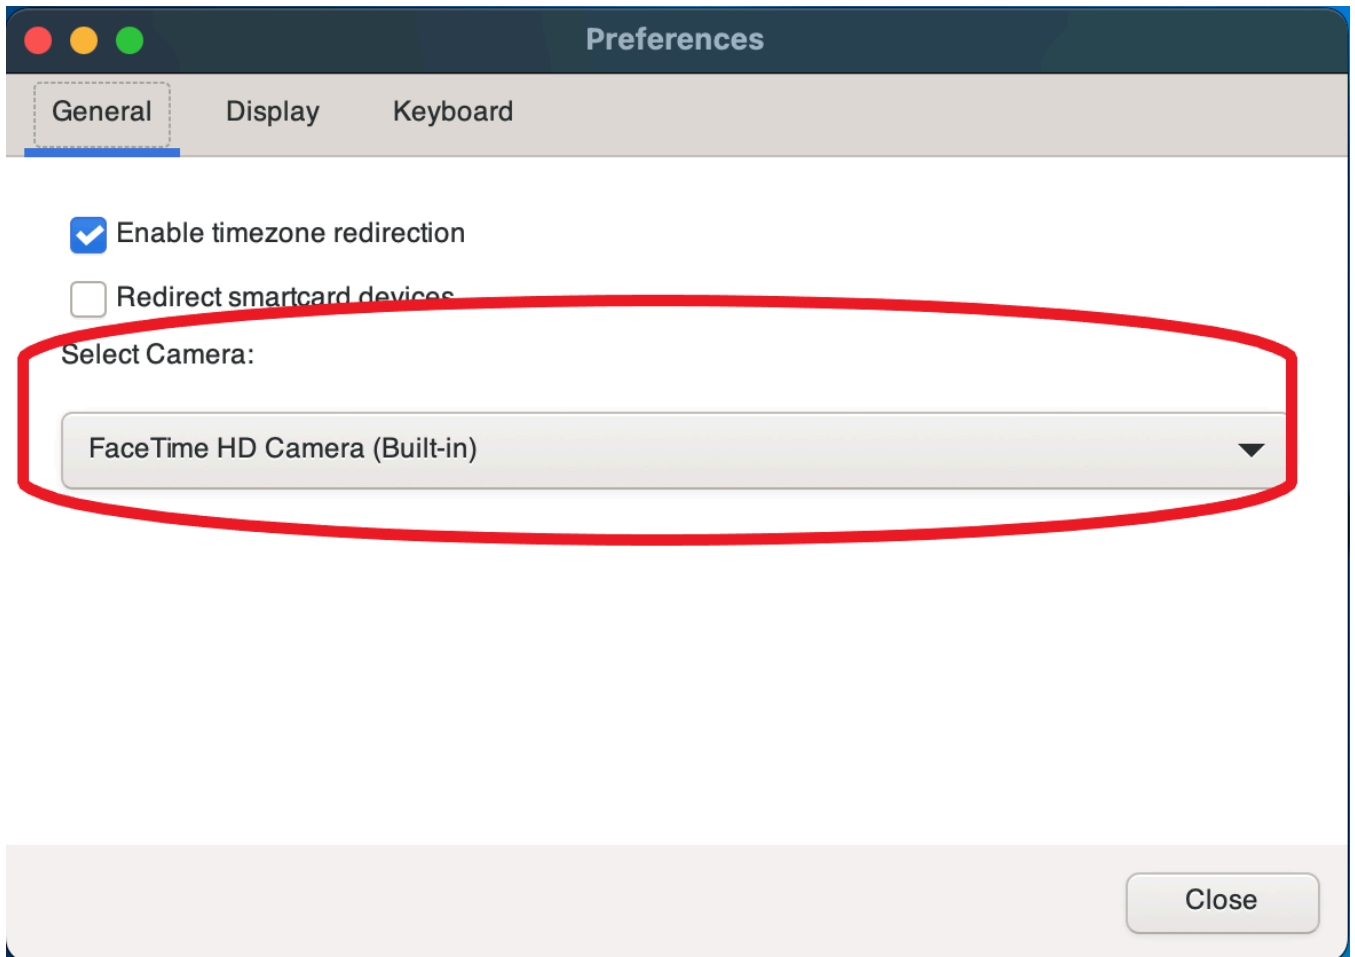 Preferences
General Display Keyboard
Enable timezone redirection
Redirect smartcard devices
Select Camera:
FaceTime HD Camera (Built-in)
Close